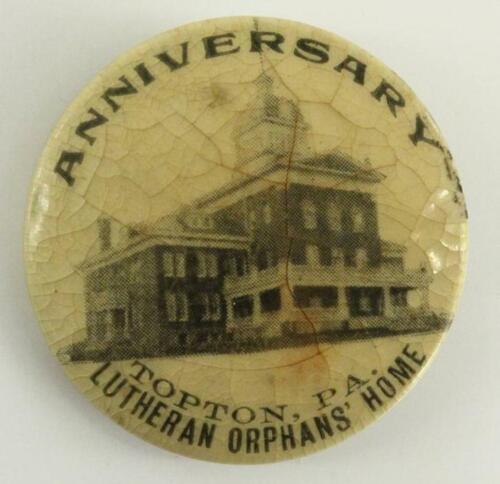 ANNIVERSARY
TOPTON, PA.
LUTHERAN ORPHANS' HOME